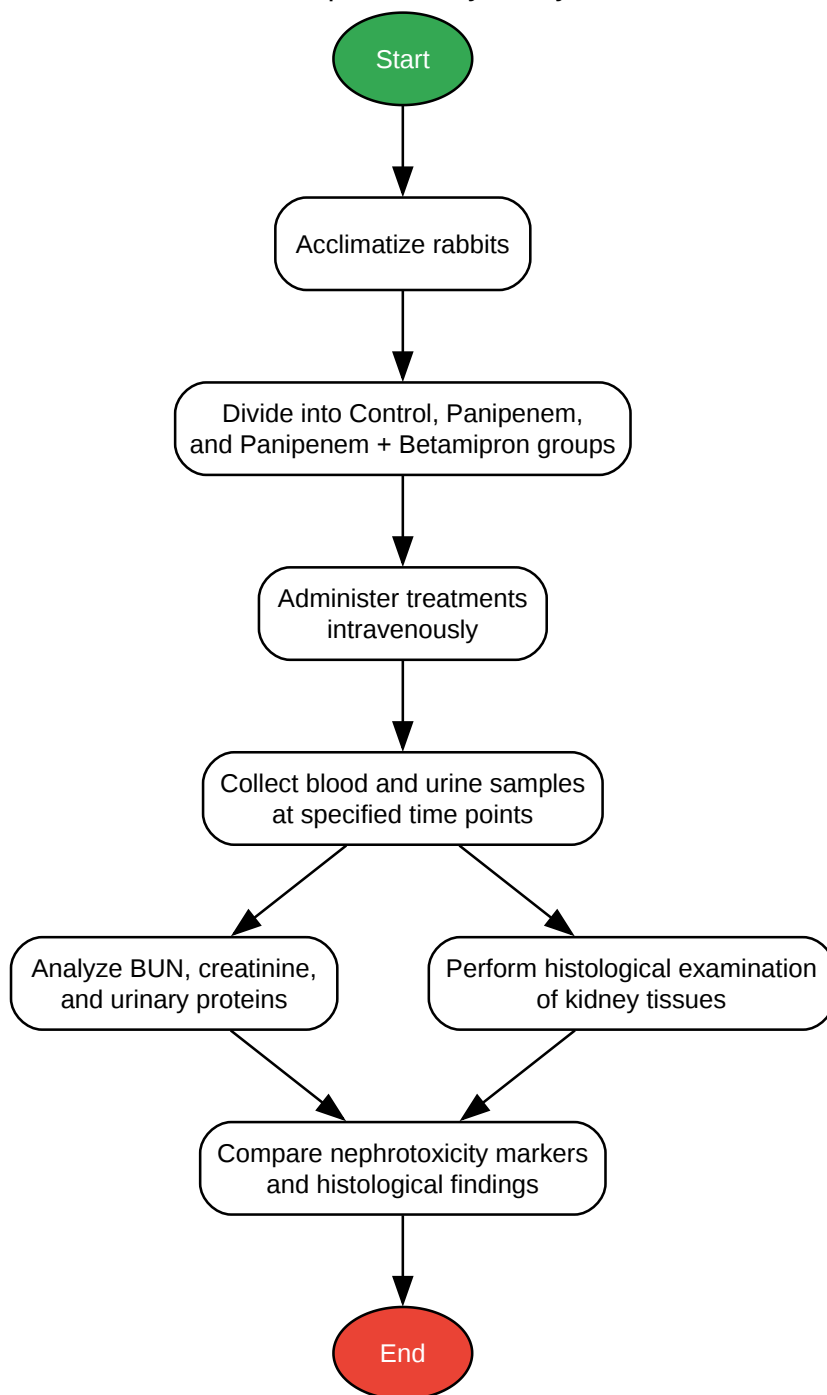 Start
Acclimatize rabbits
Divide into Control, Panipenem,
and Panipenem + Betamipron groups
Administer treatments
intravenously
Collect blood and urine samples
at specified time points
Analyze BUN, creatinine,
and urinary proteins
Perform histological examination
of kidney tissues
Compare nephrotoxicity markers
and histological findings
End